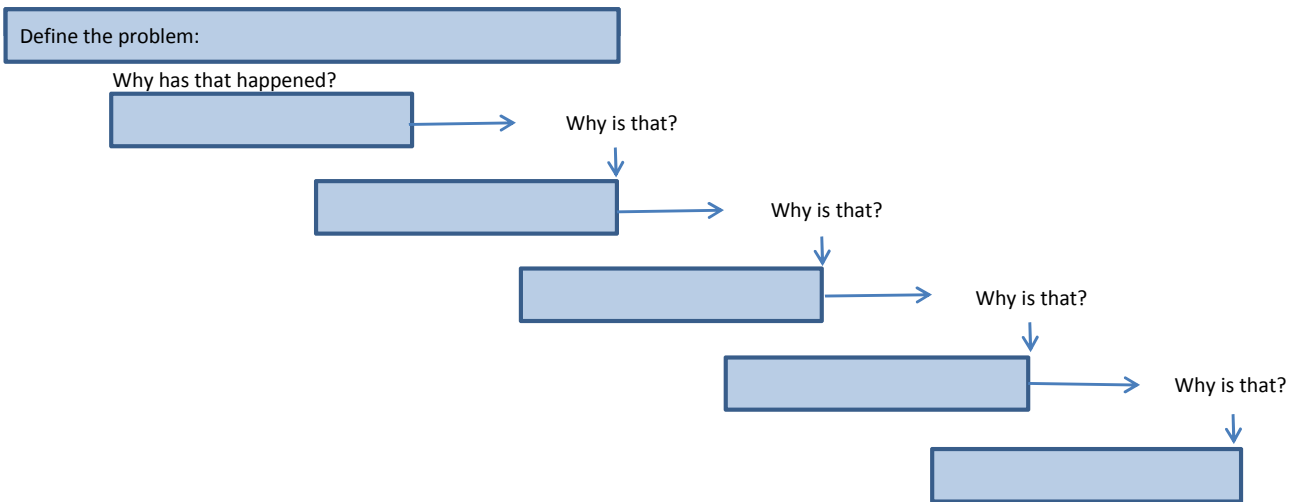 Define the problem:
Why has that happened?
Why is that?
Why is that?
Why is that?
Why is that?